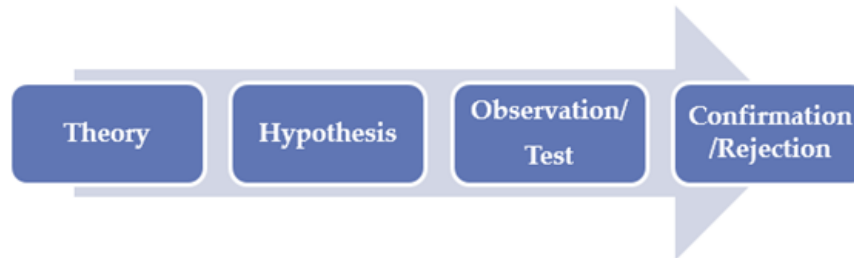 Theory
Hypothesis
Observation/
Test
Confirmation
/Rejection